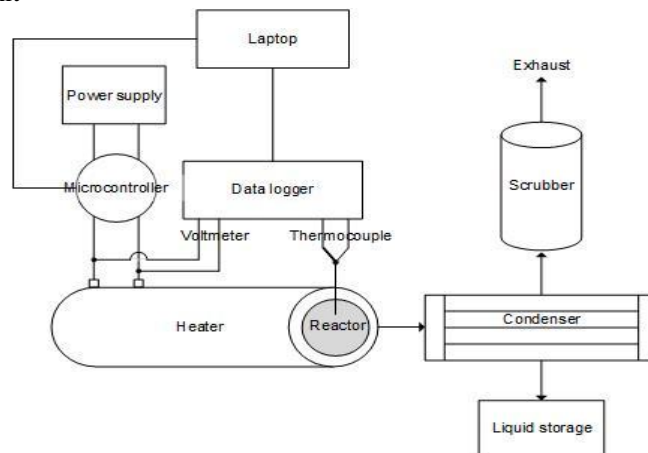 Laptop
Exhaust
Power supply
Scrubber
Microcontroller
Data logger
Voltmeter
Thermocouple
Heater
Reactor
Condenser
Liquid storage